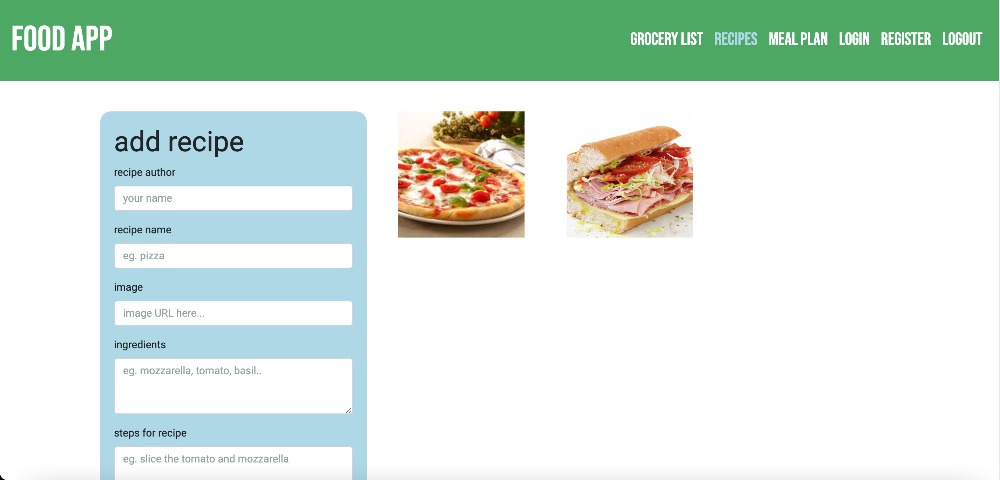 FOOD APP
GROCERY LIST RECIPES MEAL PLAN LOGIN REGISTER LOGOUT
add recipe
recipe author
your name
recipe name
eg. pizza
image
image URL here...
ingredients
eg. mozzarella, tomato, basil..
steps for recipe
eg. slice the tomato and mozzarella